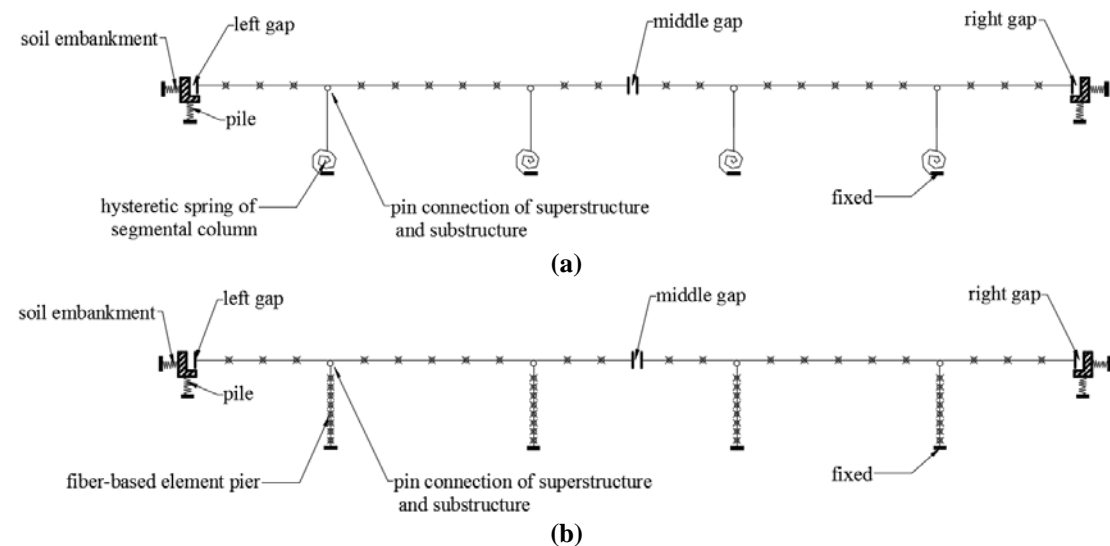 left gap
middle gap
right gap
soil embankment
pile
hysteretic spring of
segmental column
pin connection of superstructure
and substructure
fixed
(a)
left gap
middle gap
right gap
soil embankment
pile
fiber-based element pier
pin connection of superstructure
and substructure
fixed
(b)